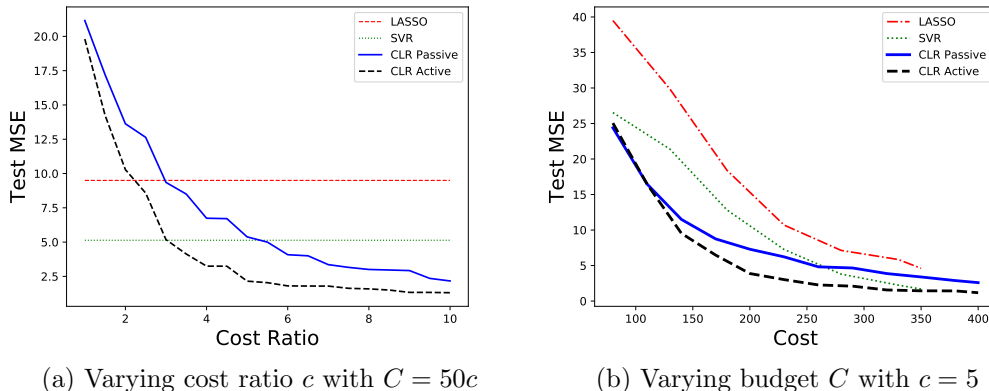 LASSO
SVR
CLR Passive
CLR Active
20.0
17.5
15.0
12.5
10.0
7.5
5.0
2.5
Test MSE
2
4
6
8
10
Cost Ratio
(a) Varying cost ratio c with C = 50c
LASSO
SVR
CLR Passive
CLR Active
40
35
30
25
20
15
10
5
0
Test MSE
100
150
200
250
300
350
400
Cost
(b) Varying budget C with c = 5